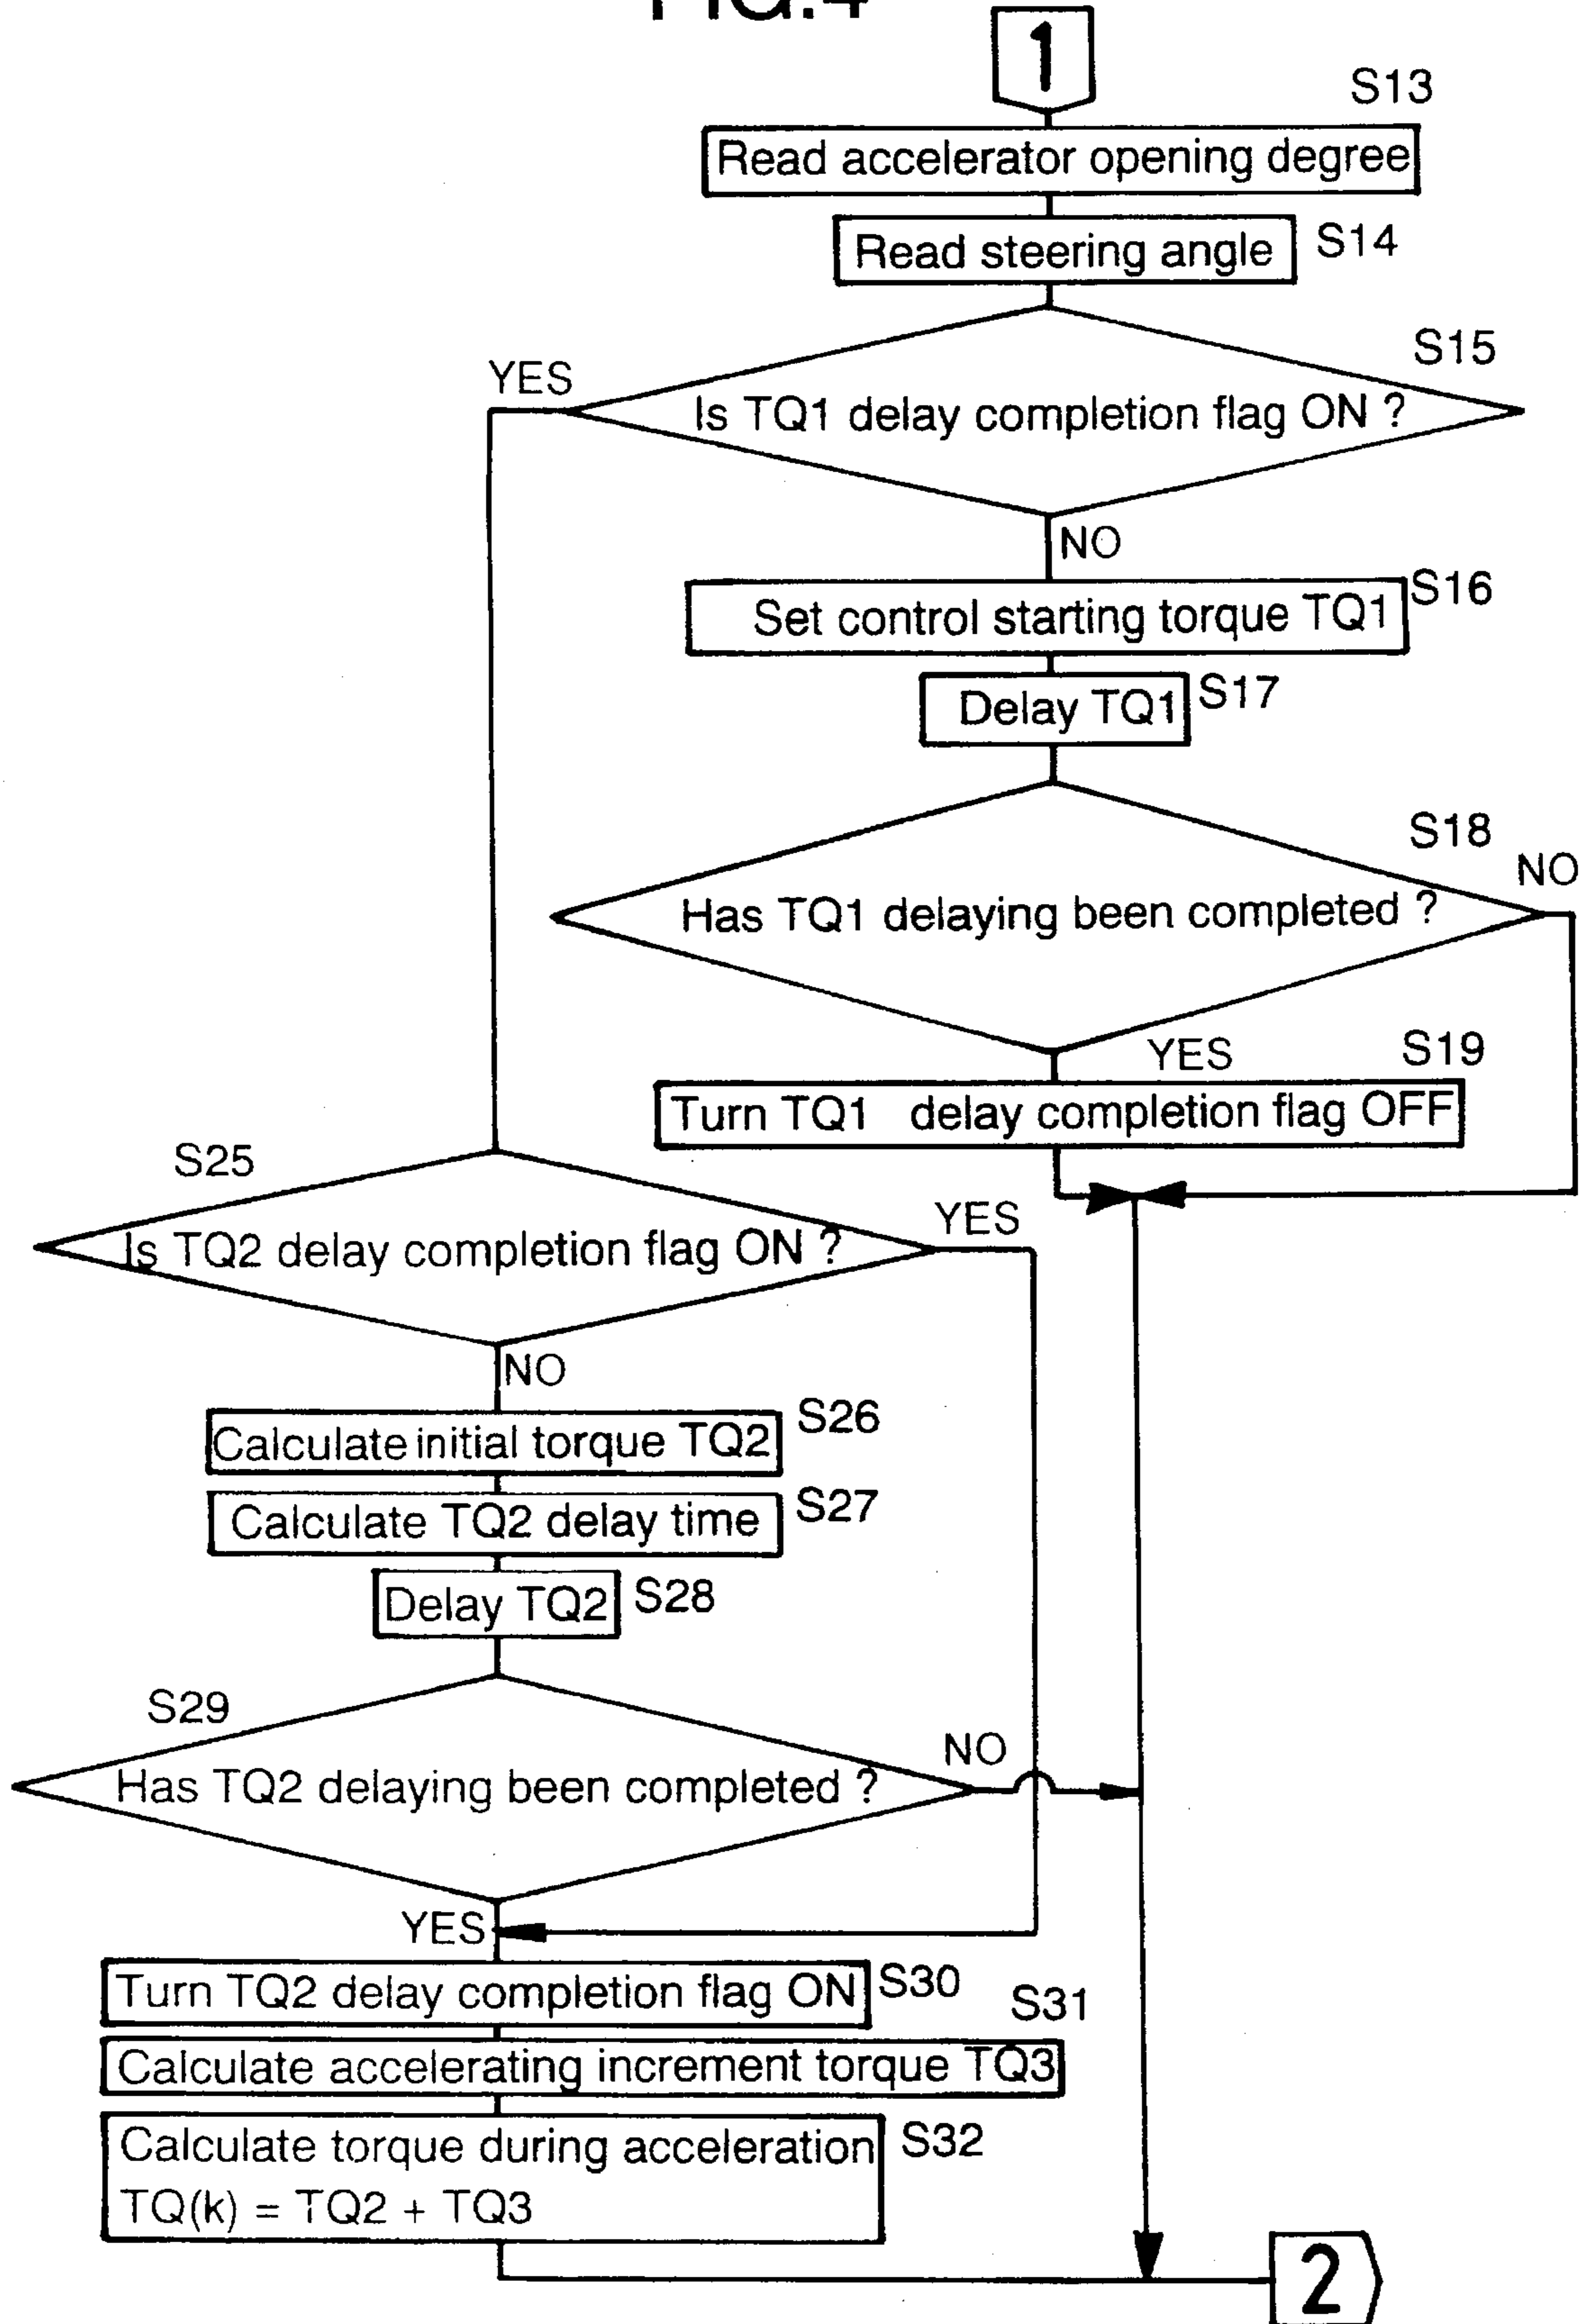 FIG.4
1
S13
Read accelerator opening degree
Read steering angle
S14
S15
YES
Is TQ1 delay completion flag ON ?
NO
S16
Set control starting torque TQ1
Delay TQ1
S17
S18
NO
Has TQ1 delaying been completed ?
YES
S19
Turn TQ1 delay completion flag OFF
S25
YES
Is TQ2 delay completion flag ON ?
NO
Calculate initial torque TQ2
S26
Calculate TQ2 delay time
S27
Delay TQ2
S28
S29
NO
Has TQ2 delaying been completed ?
YES
Turn TQ2 delay completion flag ON
S30
S31
Calculate accelerating increment torque TQ3
Calculate torque during acceleration
S32
TQ(k) = TQ2 + TQ3
2